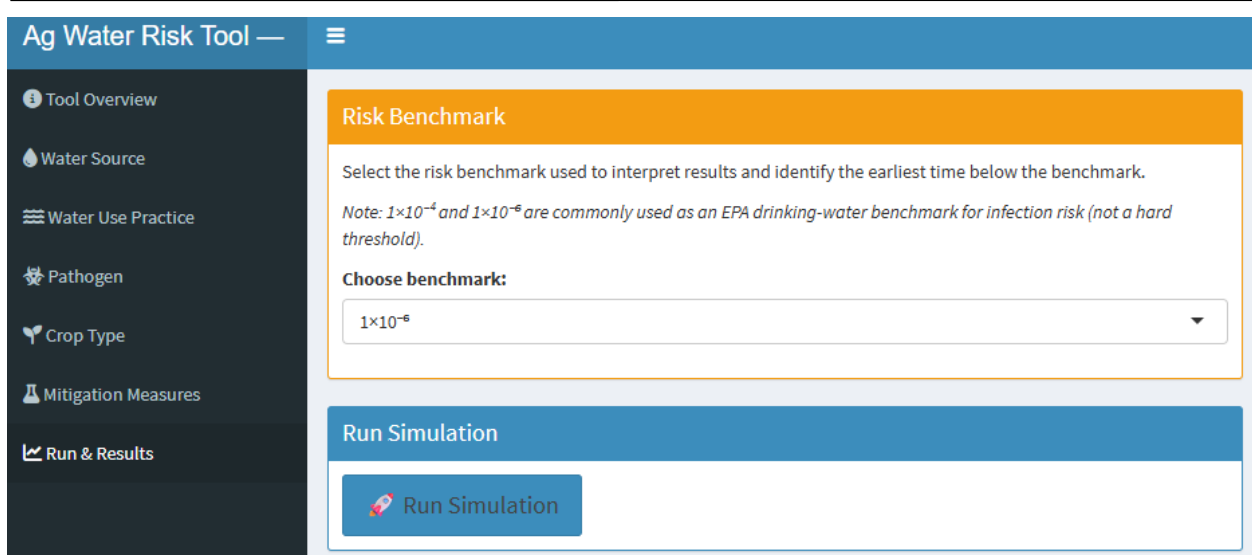 Ag Water Risk Tool —
Tool Overview
Water Source
Water Use Practice
Pathogen
Crop Type
Mitigation Measures
Run & Results
Risk Benchmark
Select the risk benchmark used to interpret results and identify the earliest time below the benchmark.
Note: 1×10⁻⁴ and 1×10⁻⁶ are commonly used as an EPA drinking-water benchmark for infection risk (not a hard
threshold).
Choose benchmark:
1×10⁻⁶
Run Simulation
🚀 Run Simulation